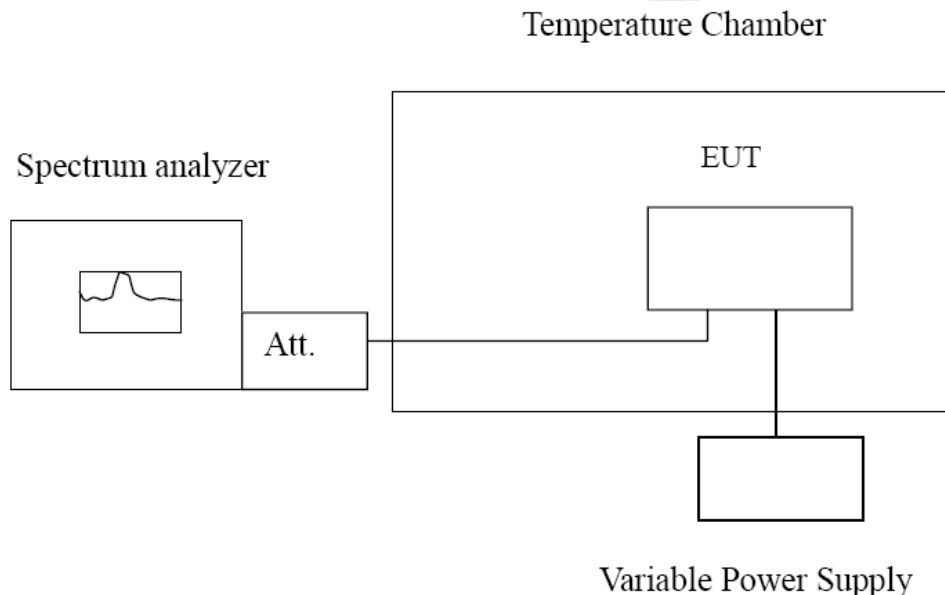 Temperature Chamber
Spectrum analyzer
EUT
Att.
Variable Power Supply